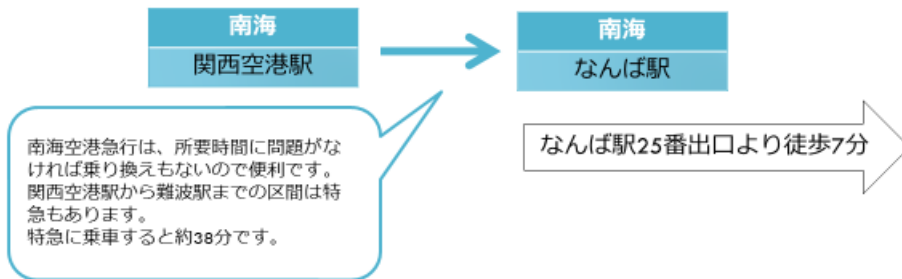 南海
関西空港駅
南海
なんば駅
南海空港急行は、所要時間に問題がな
ければ乗り換えもないので便利です。
関西空港駅から難波駅までの区間は特
急もあります。
特急に乗車すると約38分です。
なんば駅25番出口より徒歩7分